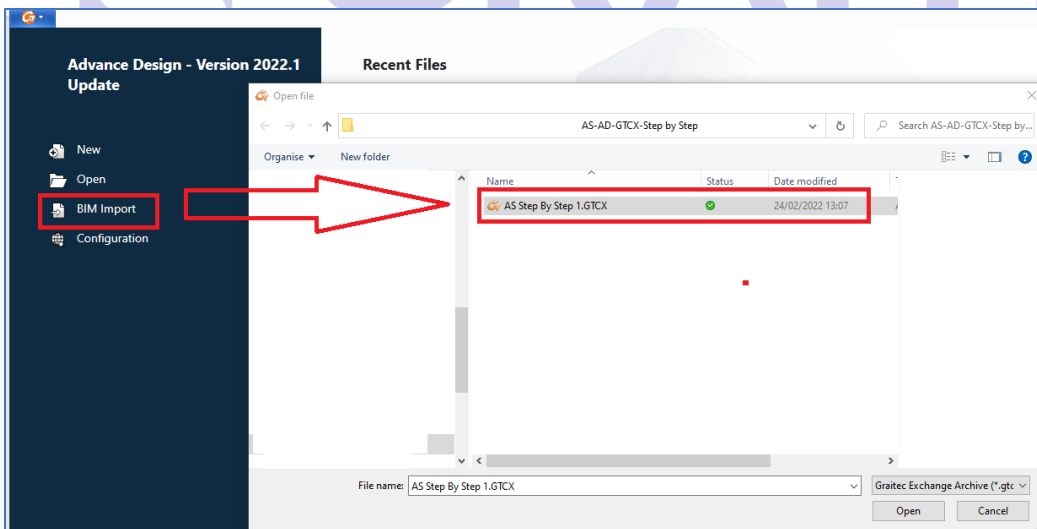 Advance Design - Version 2022.1
Update
Recent Files
New
Open
BIM Import
Configuration
Open file
AS-AD-GTCX-Step by Step
Search AS-AD-GTCX-Step by...
Organise
New folder
Name
Status
Date modified
AS Step By Step 1.GTCX
24/02/2022 13:07
File name:
AS Step By Step 1.GTCX
Graitec Exchange Archive (*.gtc
Open
Cancel